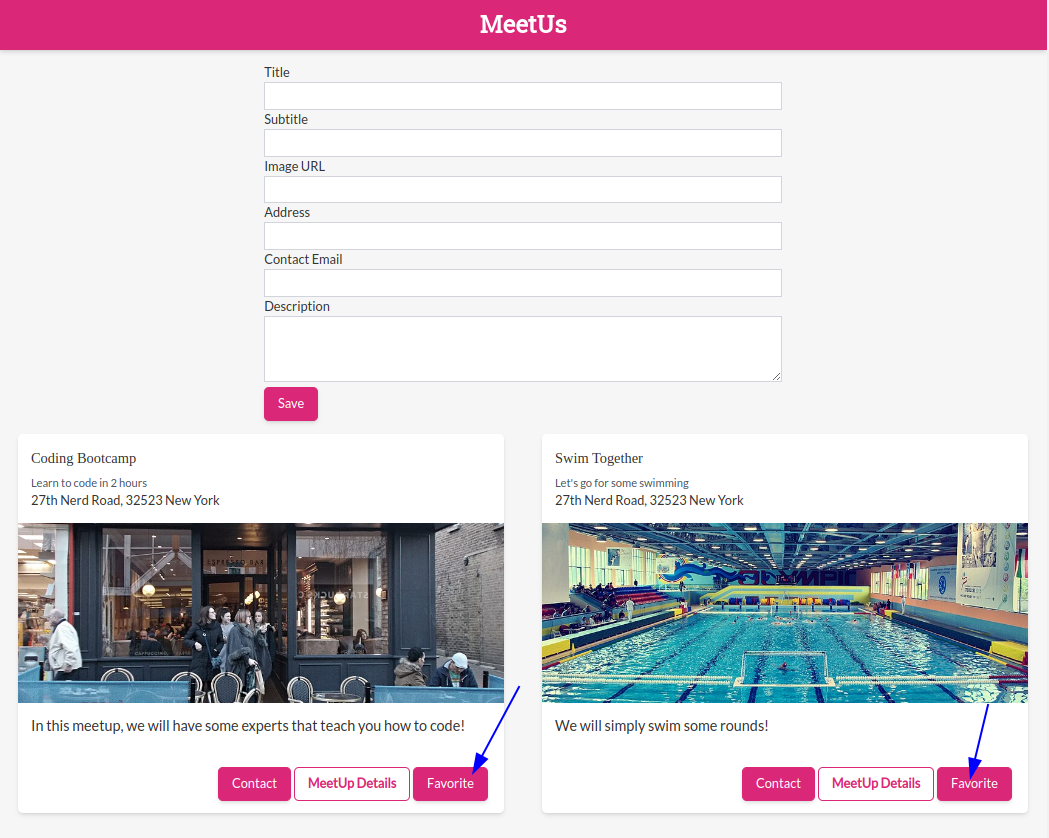 MeetUs
Title
Subtitle
Image URL
Address
Contact Email
Description
Save
Coding Bootcamp
Learn to code in 2 hours
27th Nerd Road, 32523 New York
In this meetup, we will have some experts that teach you how to code!
Contact
MeetUp Details
Favorite
Swim Together
Let's go for some swimming
27th Nerd Road, 32523 New York
OLYMPIC
We will simply swim some rounds!
Contact
MeetUp Details
Favorite